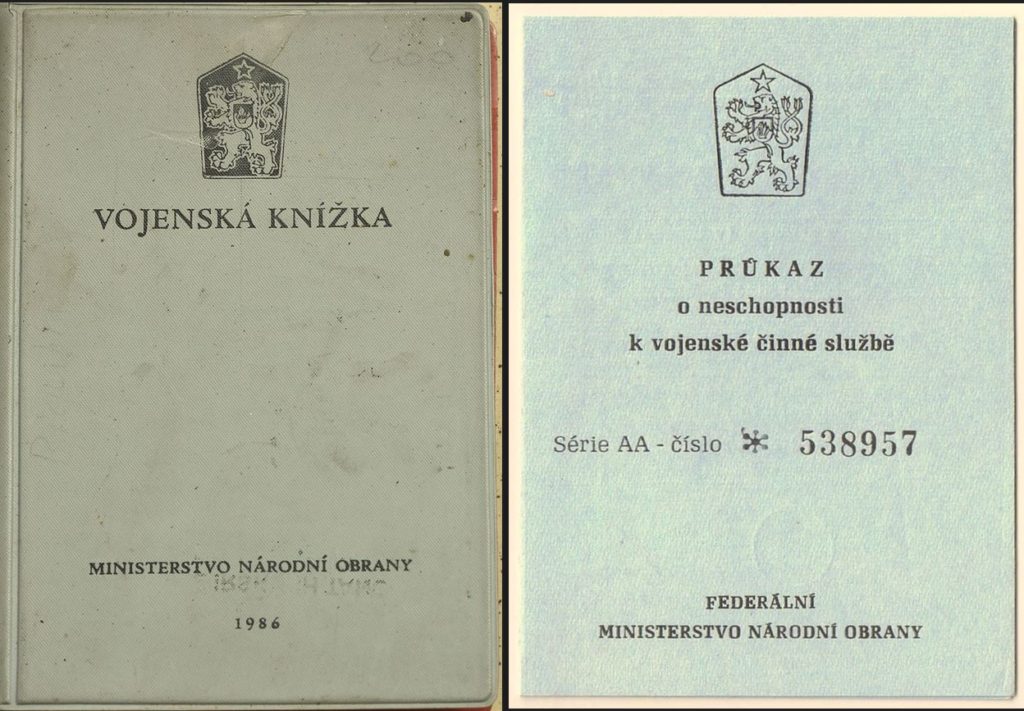 VOJENSKÁ KNÍŽKA
MINISTERSTVO NÁRODNÍ OBRANY
1986
PRŮKAZ
o neschopnosti
k vojenské činné službě
Série AA - číslo * 538957
FEDERÁLNÍ
MINISTERSTVO NÁRODNÍ OBRANY